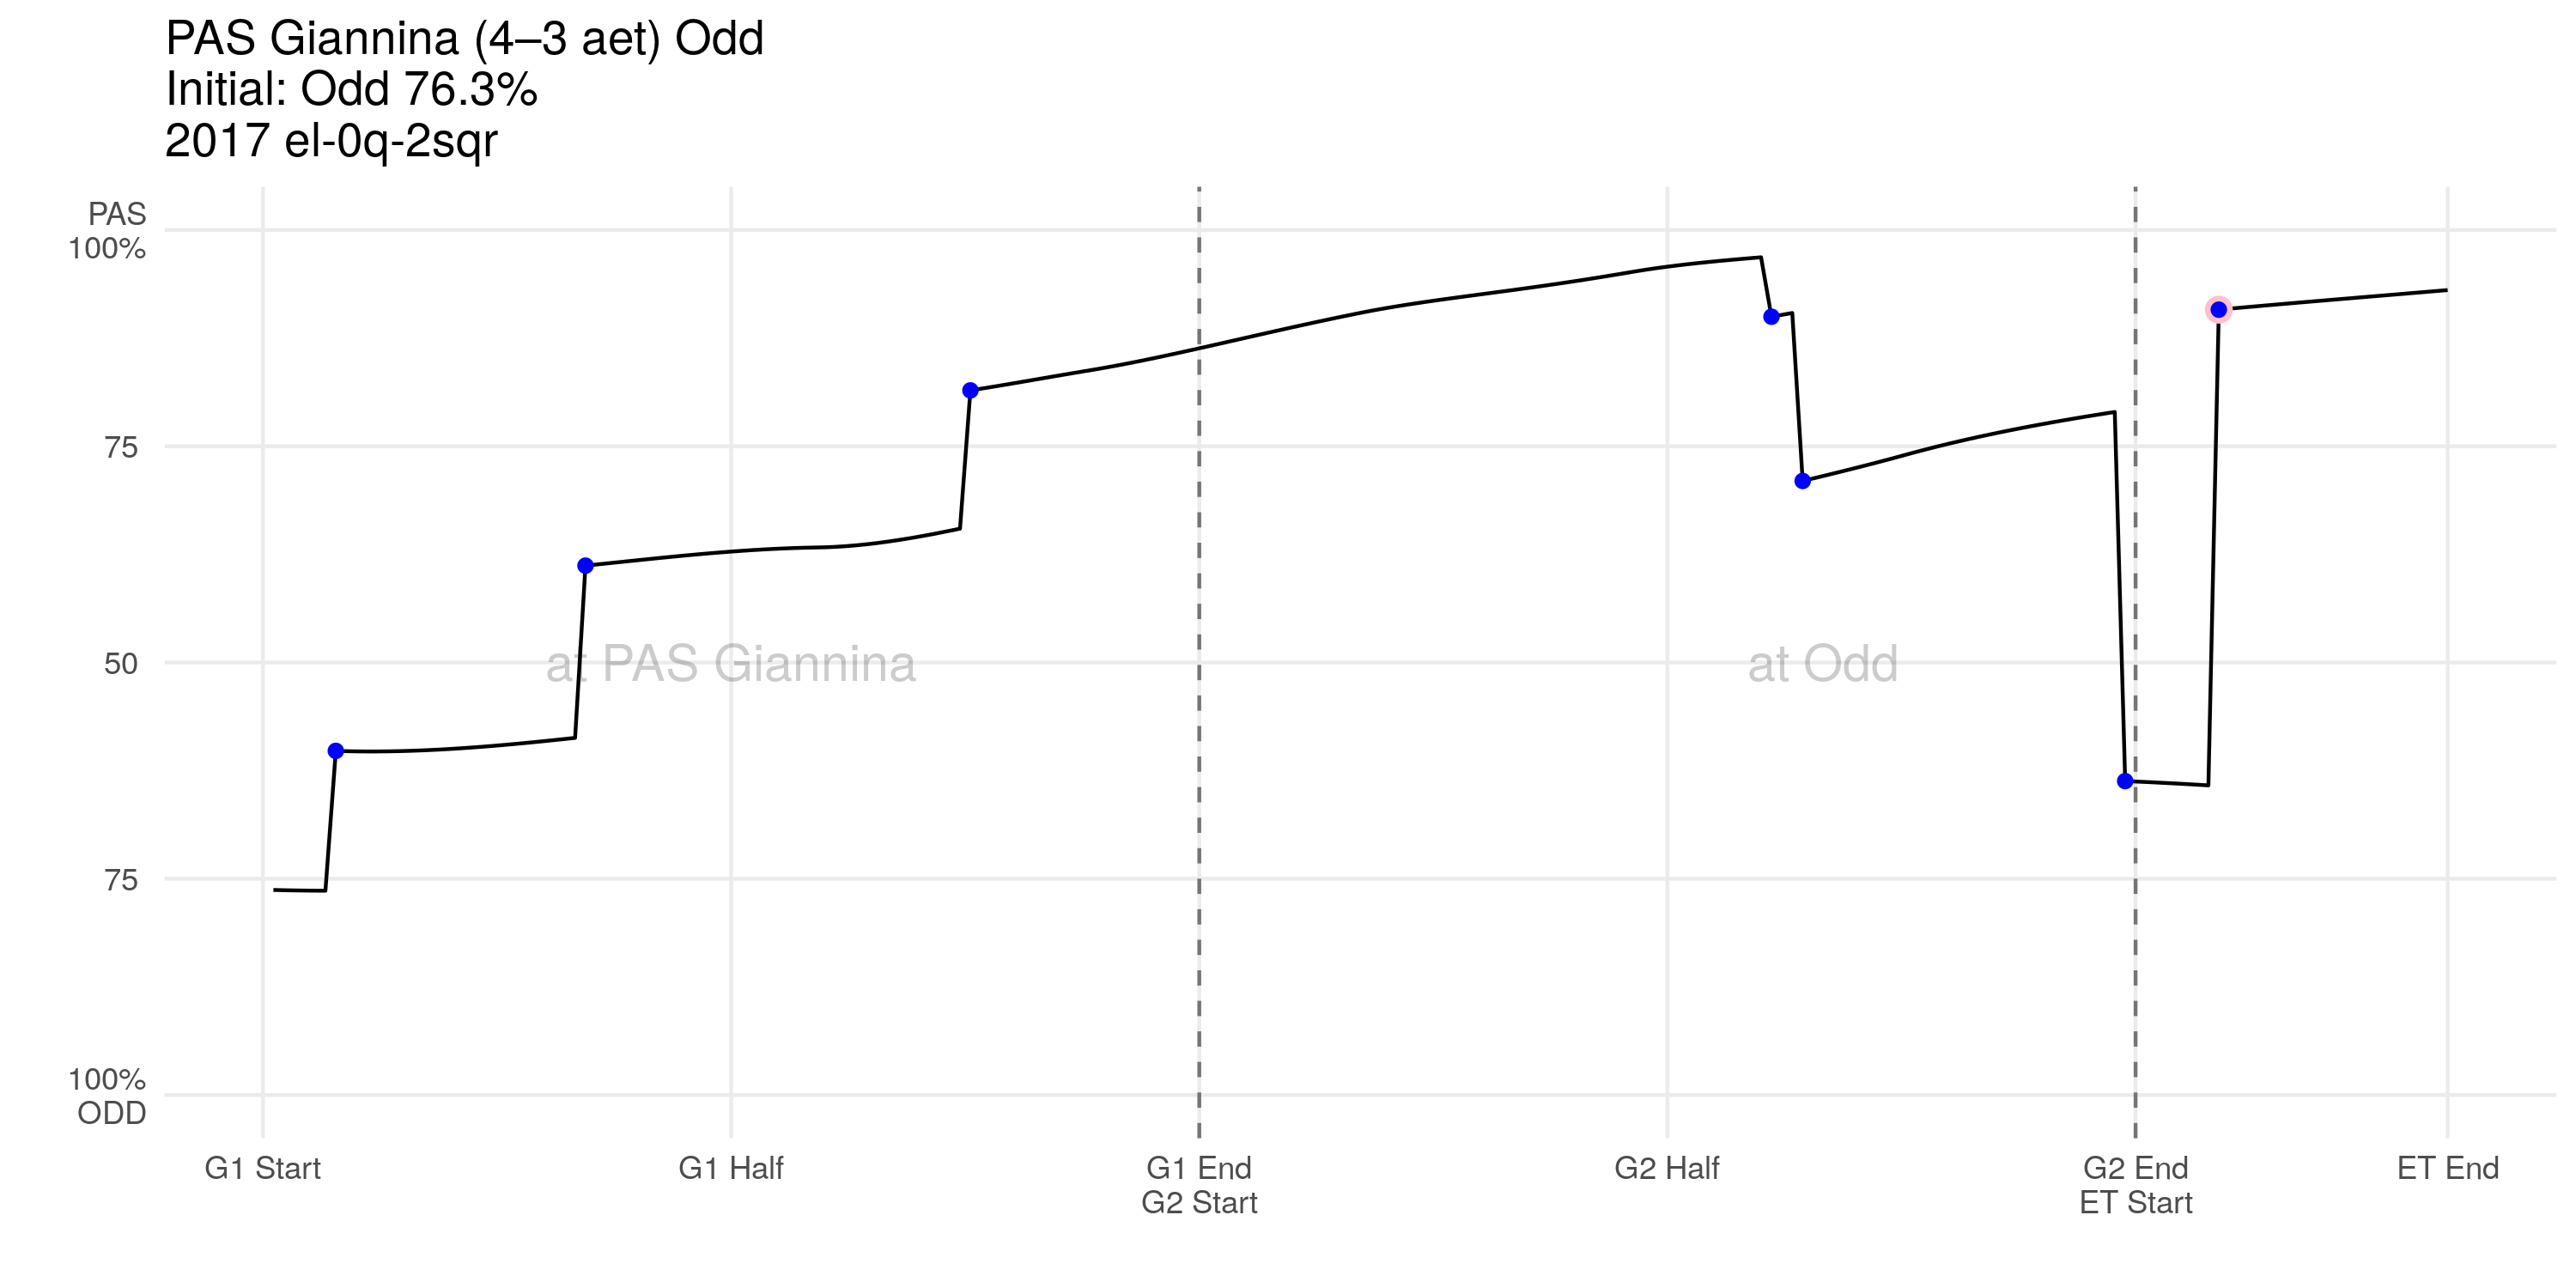 PAS Giannina (4–3 aet) Odd
Initial: Odd 76.3%
2017 el-0q-2sqr
PAS
100%
75
50
75
100%
ODD
at PAS Giannina
at Odd
G1 Start
G1 Half
G1 End
G2 Start
G2 Half
G2 End
ET Start
ET End